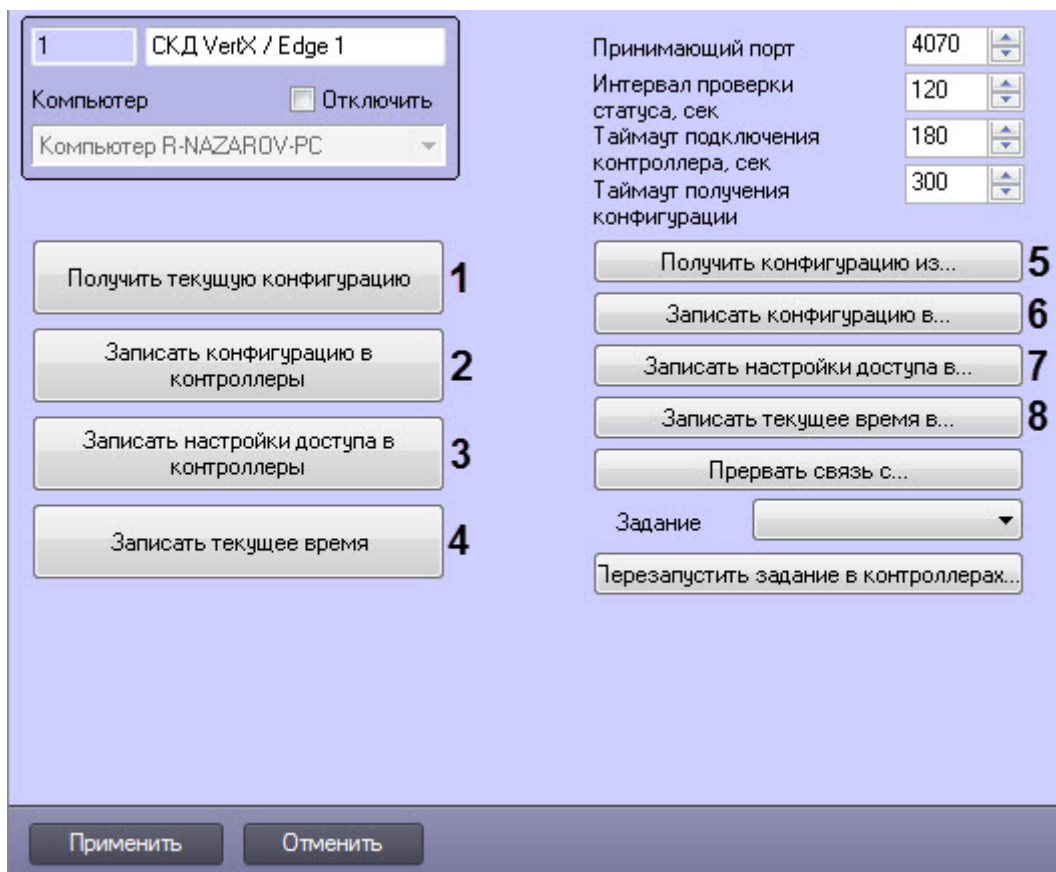 1
СКД VertX / Edge 1
Компьютер
Отключить
Компьютер R-NAZAROV-PC
Принимающий порт
4070
Интервал проверки
статуса, сек
120
Таймаут подключения
контроллера, сек
180
Таймаут получения
конфигурации
300
Получить текущую конфигурацию
1
Записать конфигурацию в
контроллеры
2
Записать настройки доступа в
контроллеры
3
Записать текущее время
4
Получить конфигурацию из...
5
Записать конфигурацию в...
6
Записать настройки доступа в...
7
Записать текущее время в...
8
Прервать связь с...
Задание
Перезапустить задание в контроллерах...
Применить
Отменить